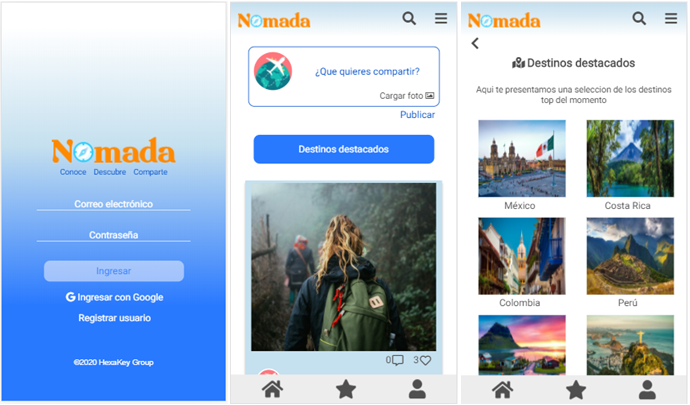 Nomada
Conoce Descubre Comparte
Correo electrónico
Contraseña
Ingresar
G Ingresar con Google
Registrar usuario
©2020 HexaKey Group
Nomada
¿Que quieres compartir?
Cargar foto
Publicar
Destinos destacados
0
3
Nomada
Destinos destacados
Aqui te presentamos una seleccion de los destinos
top del momento
México
Costa Rica
Colombia
Perú